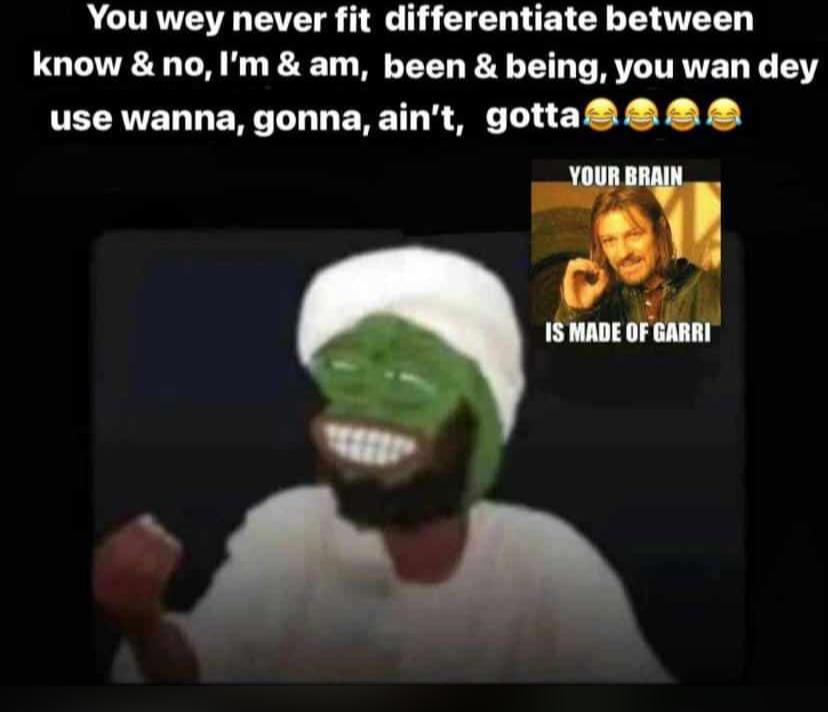 You wey never fit differentiate between
know & no, I'm & am, been & being, you wan dey
use wanna, gonna, ain't, gotta😂😂😂😂
YOUR BRAIN
IS MADE OF GARRI